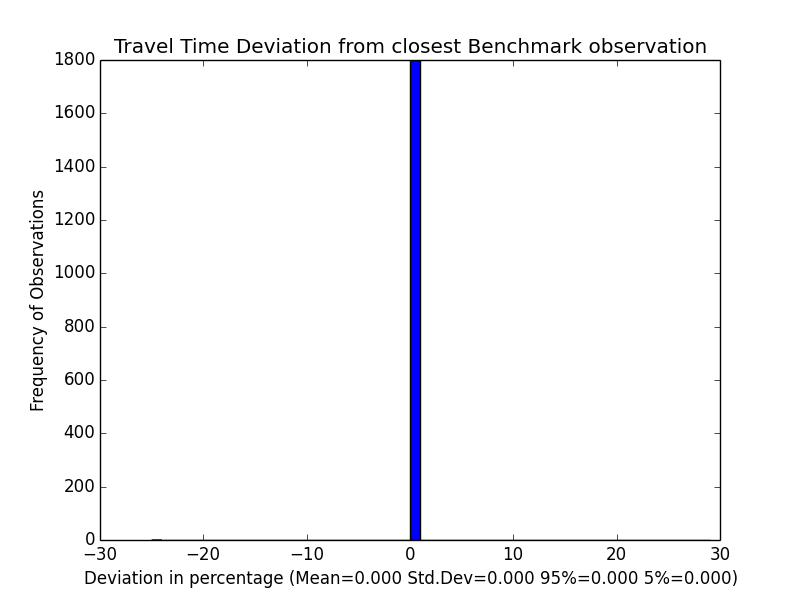 Travel Time Deviation from closest Benchmark observation
1800
1600
1400
1200
1000
800
600
400
200
0
Frequency of Observations
−30 −20 −10 0 10 20 30
Deviation in percentage (Mean=0.000 Std.Dev=0.000 95%=0.000 5%=0.000)